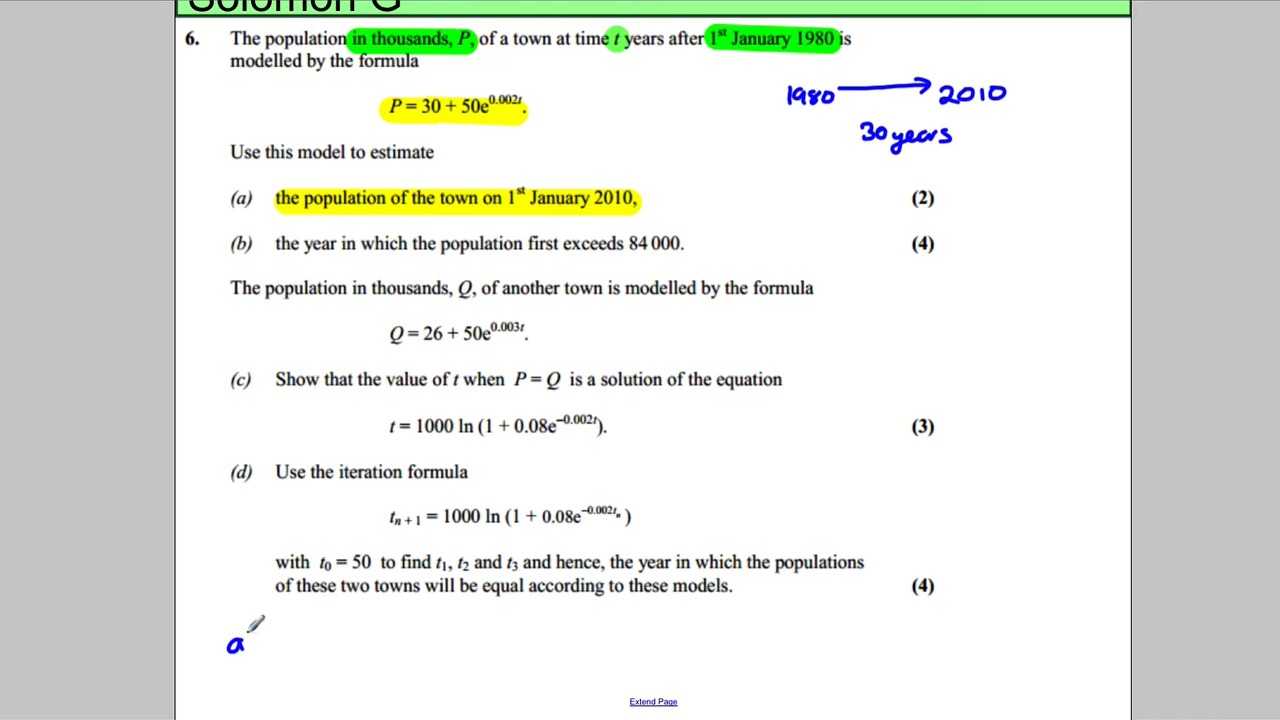 Solomon G
6. The population in thousands, P, of a town at time t years after 1st January 1980 is
modelled by the formula
1980 → 2010
P = 30 + 50e^0.002t.
30 years
Use this model to estimate
(a) the population of the town on 1st January 2010, (2)
(b) the year in which the population first exceeds 84 000. (4)
The population in thousands, Q, of another town is modelled by the formula
Q = 26 + 50e^0.003t.
(c) Show that the value of t when P = Q is a solution of the equation
t = 1000 ln (1 + 0.08e^−0.002t). (3)
(d) Use the iteration formula
tn + 1 = 1000 ln (1 + 0.08e^−0.002tn )
with t0 = 50 to find t1, t2 and t3 and hence, the year in which the populations
of these two towns will be equal according to these models. (4)
a
Extend Page